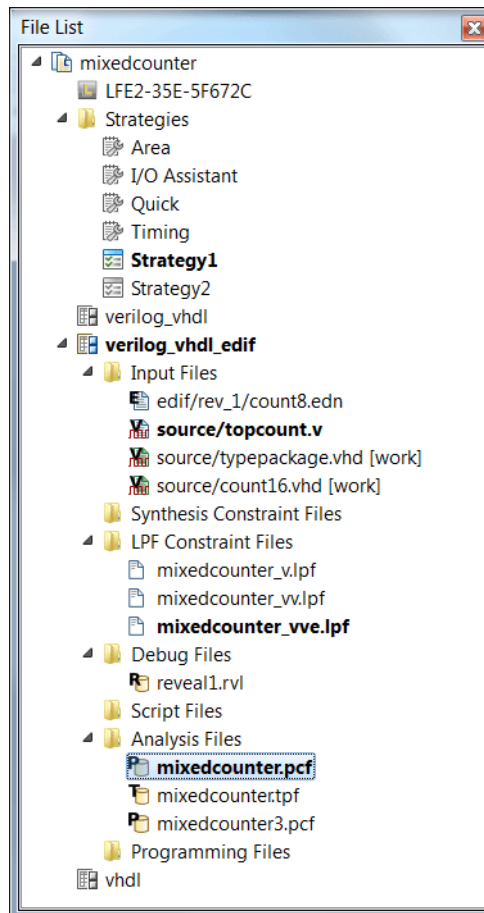 File List
mixedcounter
LFE2-35E-5F672C
Strategies
Area
I/O Assistant
Quick
Timing
Strategy1
Strategy2
verilog_vhdl
verilog_vhdl_edif
Input Files
edif/rev_1/count8.edn
source/topcount.v
source/typepackage.vhd [work]
source/count16.vhd [work]
Synthesis Constraint Files
LPF Constraint Files
mixedcounter_v.lpf
mixedcounter_vv.lpf
mixedcounter_vve.lpf
Debug Files
reveal1.rvl
Script Files
Analysis Files
mixedcounter.pcf
mixedcounter.tpf
mixedcounter3.pcf
Programming Files
vhdl